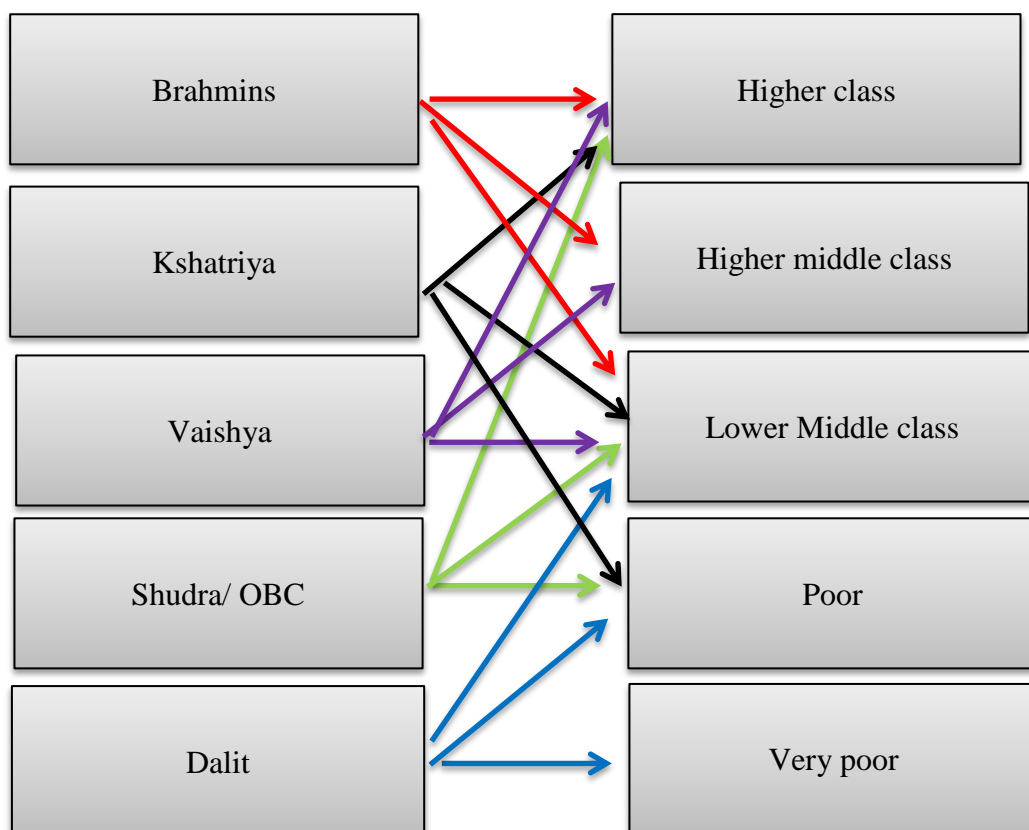 Brahmins
Higher class
Kshatriya
Higher middle class
Vaishya
Lower Middle class
Shudra/ OBC
Poor
Dalit
Very poor